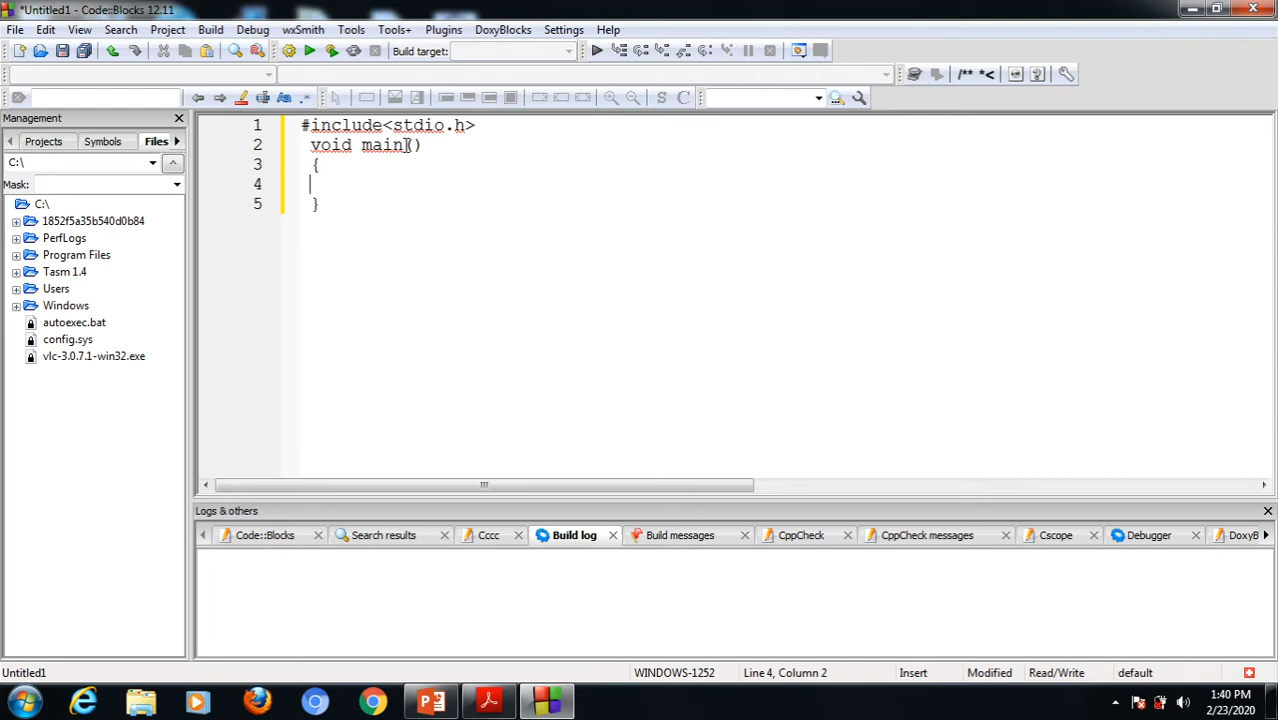 *Untitled1 - Code::Blocks 12.11
File Edit View Search Project Build Debug wxSmith Tools Tools+ Plugins DoxyBlocks Settings Help
Build target:
/** *<
Aa .* S C
Management
Projects Symbols Files
C:\
Mask:
C:\
1852f5a35b540d0b84
PerfLogs
Program Files
Tasm 1.4
Users
Windows
autoexec.bat
config.sys
vlc-3.0.7.1-win32.exe
1 #include<stdio.h>
2 void main()
3 {
4
5 }
Logs & others
Code::Blocks Search results Cccc Build log Build messages CppCheck CppCheck messages Cscope Debugger DoxyB
Untitled1 WINDOWS-1252 Line 4, Column 2 Insert Modified Read/Write default
1:40 PM
2/23/2020